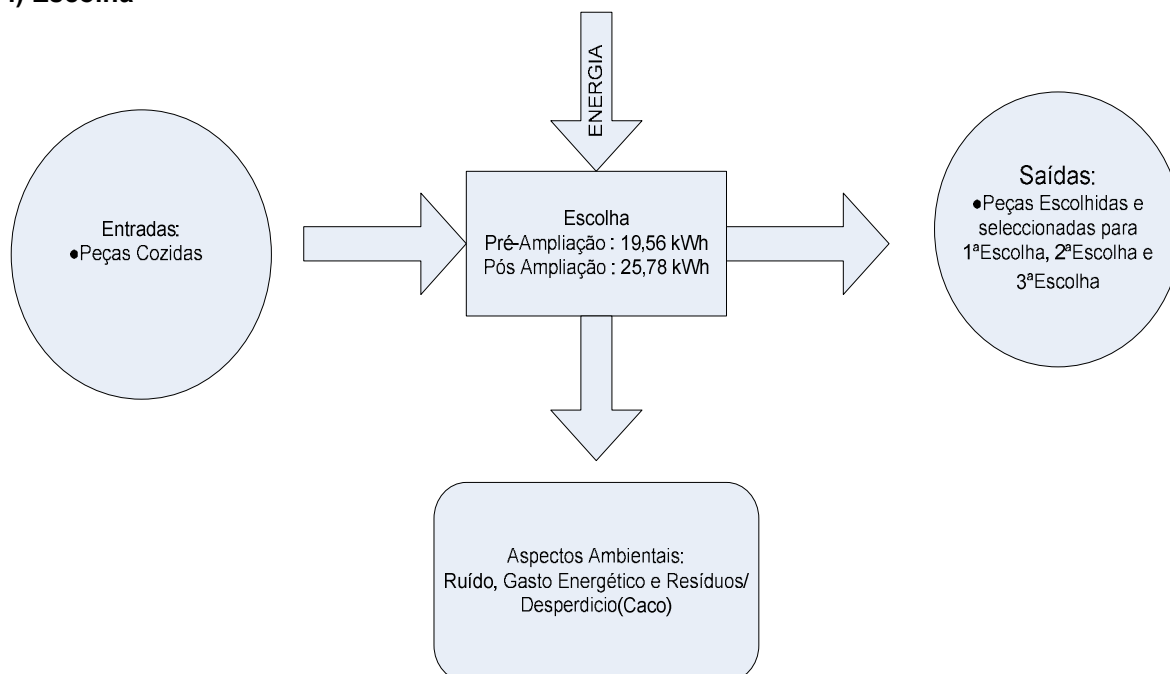 Escolha
ENERGIA
Entradas:
•Peças Cozidas
Escolha
Pré-Ampliação : 19,56 kWh
Pós Ampliação : 25,78 kWh
Saídas:
•Peças Escolhidas e
seleccionadas para
1ªEscolha, 2ªEscolha e
3ªEscolha
Aspectos Ambientais:
Ruído, Gasto Energético e Resíduos/
Desperdicio(Caco)